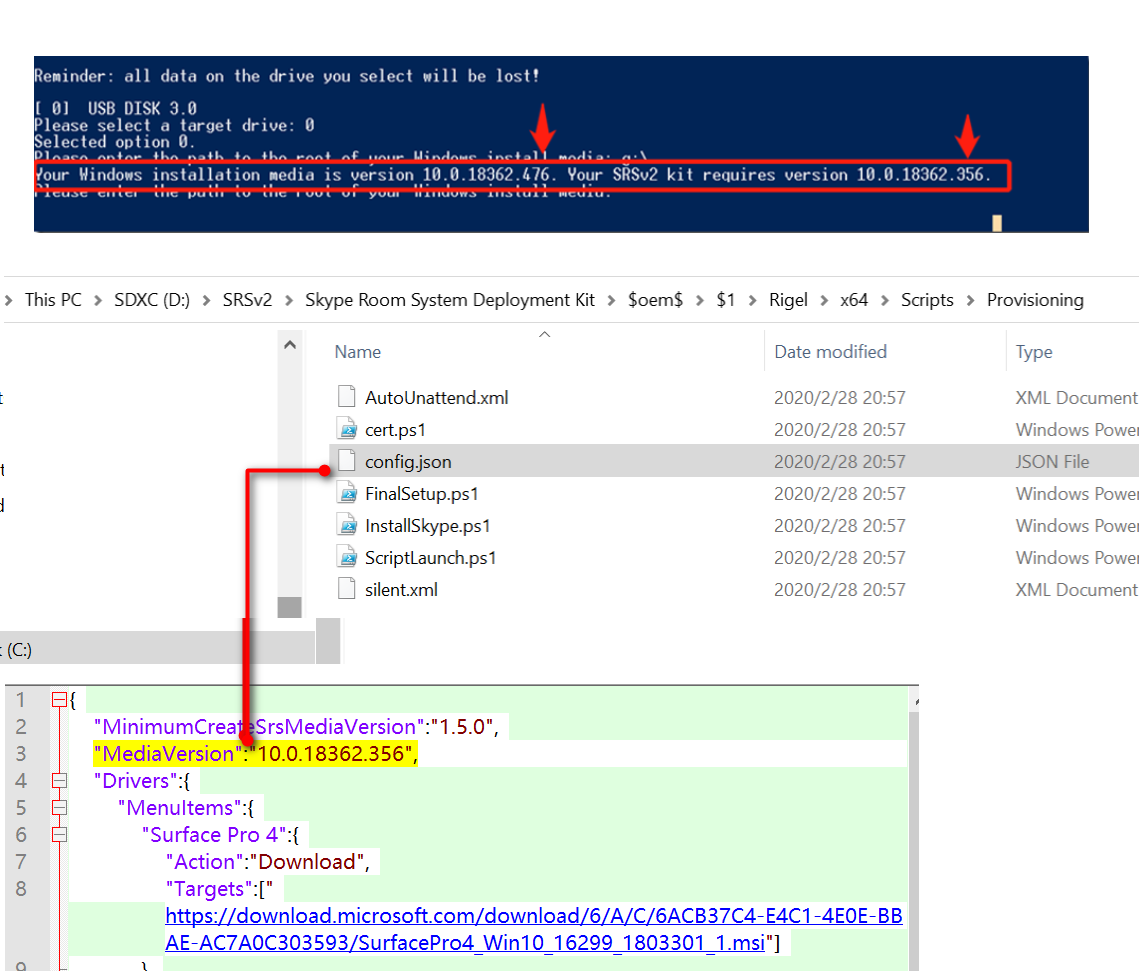 Reminder: all data on the drive you select will be lost!
[ 0]  USB DISK 3.0
Please select a target drive: 0
Selected option 0.
Please enter the path to the root of your Windows install media: g:\
Your Windows installation media is version 10.0.18362.476. Your SRSv2 kit requires version 10.0.18362.356.
Please enter the path to the root of your Windows install media:
This PC > SDXC (D:) > SRSv2 > Skype Room System Deployment Kit > $oem$ > $1 > Rigel > x64 > Scripts > Provisioning
Name Date modified Type
AutoUnattend.xml 2020/2/28 20:57 XML Document
cert.ps1 2020/2/28 20:57 Windows Power
config.json 2020/2/28 20:57 JSON File
FinalSetup.ps1 2020/2/28 20:57 Windows Power
InstallSkype.ps1 2020/2/28 20:57 Windows Power
ScriptLaunch.ps1 2020/2/28 20:57 Windows Power
silent.xml 2020/2/28 20:57 XML Document
(C:)
1 {
2 "MinimumCreateSrsMediaVersion":"1.5.0",
3 "MediaVersion":"10.0.18362.356",
4 "Drivers":{
5 "MenuItems":{
6 "Surface Pro 4":{
7 "Action":"Download",
8 "Targets":["
https://download.microsoft.com/download/6/A/C/6ACB37C4-E4C1-4E0E-BB
AE-AC7A0C303593/SurfacePro4_Win10_16299_1803301_1.msi"]
9 }